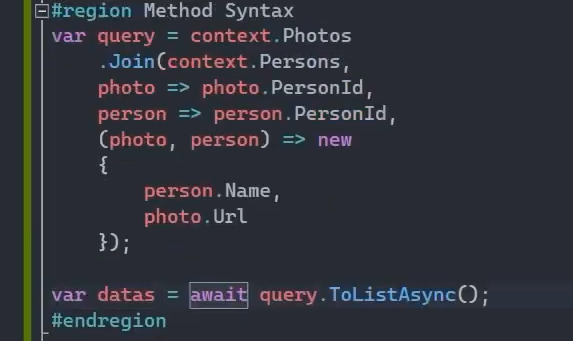 #region Method Syntax
var query = context.Photos
.Join(context.Persons,
photo => photo.PersonId,
person => person.PersonId,
(photo, person) => new
{
person.Name,
photo.Url
});
var datas = await query.ToListAsync();
#endregion